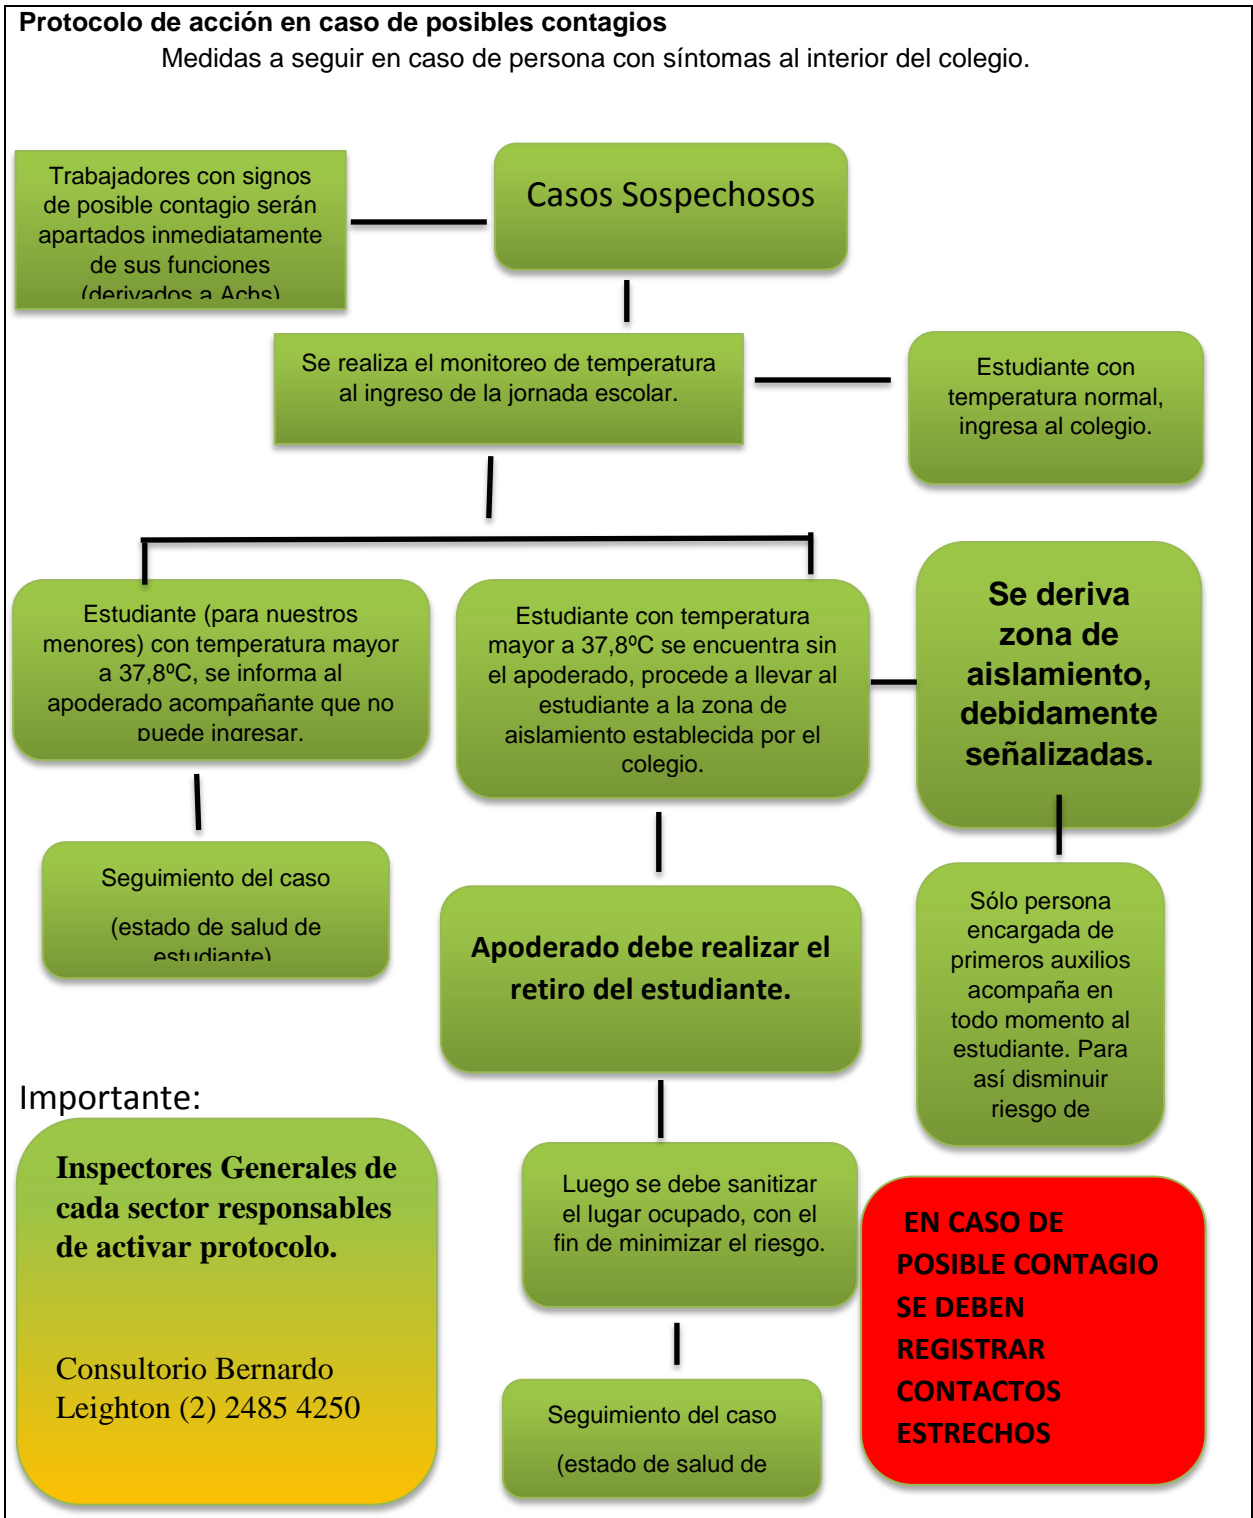 Protocolo de acción en caso de posibles contagios
Medidas a seguir en caso de persona con síntomas al interior del colegio.
Trabajadores con signos
de posible contagio serán
apartados inmediatamente
de sus funciones
(derivados a Achs)
Casos Sospechosos
Se realiza el monitoreo de temperatura
al ingreso de la jornada escolar.
Estudiante con
temperatura normal,
ingresa al colegio.
Estudiante (para nuestros
menores) con temperatura mayor
a 37,8ºC, se informa al
apoderado acompañante que no
puede ingresar.
Estudiante con temperatura
mayor a 37,8ºC se encuentra sin
el apoderado, procede a llevar al
estudiante a la zona de
aislamiento establecida por el
colegio.
Se deriva
zona de
aislamiento,
debidamente
señalizadas.
Seguimiento del caso
(estado de salud de
estudiante)
Apoderado debe realizar el
retiro del estudiante.
Sólo persona
encargada de
primeros auxilios
acompaña en
todo momento al
estudiante. Para
así disminuir
riesgo de
Importante:
Inspectores Generales de
cada sector responsables
de activar protocolo.
Consultorio Bernardo
Leighton (2) 2485 4250
Luego se debe sanitizar
el lugar ocupado, con el
fin de minimizar el riesgo.
EN CASO DE
POSIBLE CONTAGIO
SE DEBEN
REGISTRAR
CONTACTOS
ESTRECHOS
Seguimiento del caso
(estado de salud de